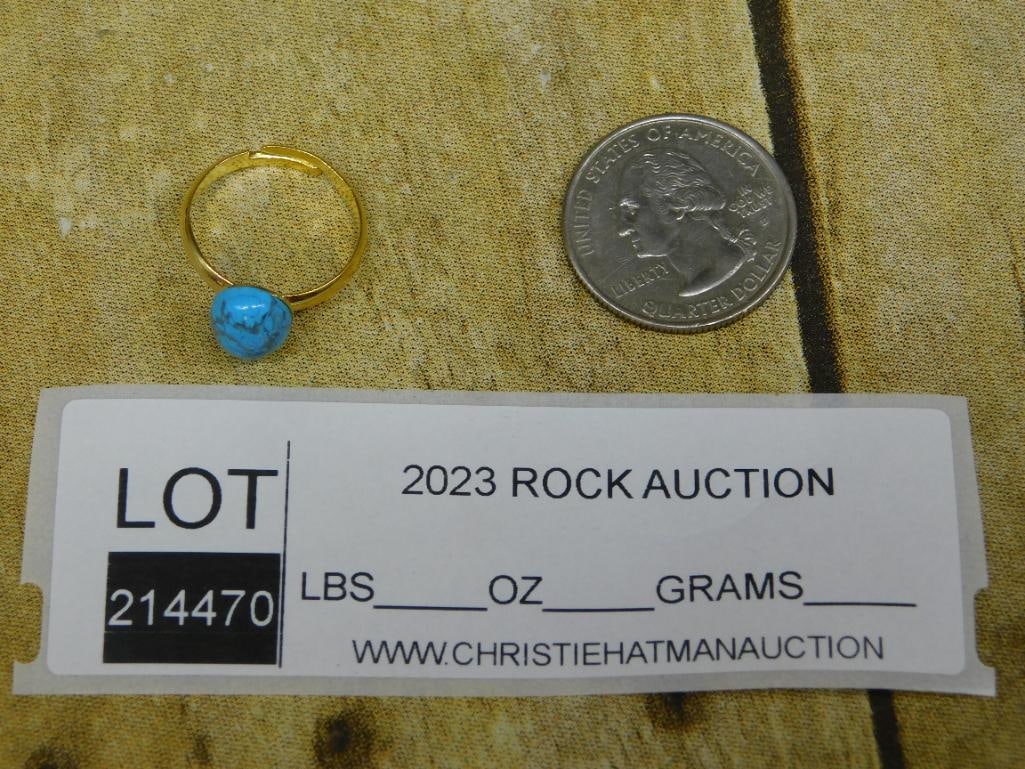 UNITED STATES OF AMERICA
LIBERTY
IN
GOD WE
TRUST
QUARTER DOLLAR
LOT
214470
2023 ROCK AUCTION
LBS_____OZ_____GRAMS_____
WWW.CHRISTIEHATMANAUCTION